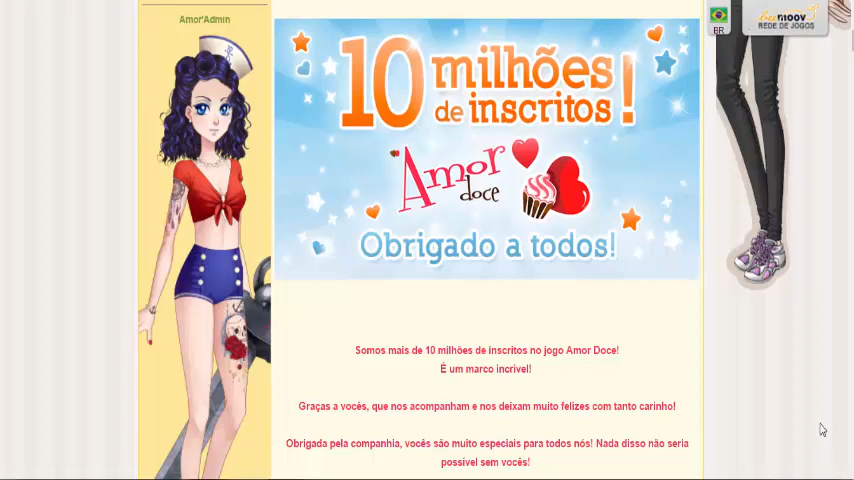 Amor'Admin
beemoov
REDE DE JOGOS
BR
10 milhões
de inscritos!
Amor
doce
Obrigado a todos!
Somos mais de 10 milhões de inscritos no jogo Amor Doce!
É um marco incrível!
Graças a vocês, que nos acompanham e nos deixam muito felizes com tanto carinho!
Obrigada pela companhia, vocês são muito especiais para todos nós! Nada disso não seria
possível sem vocês!